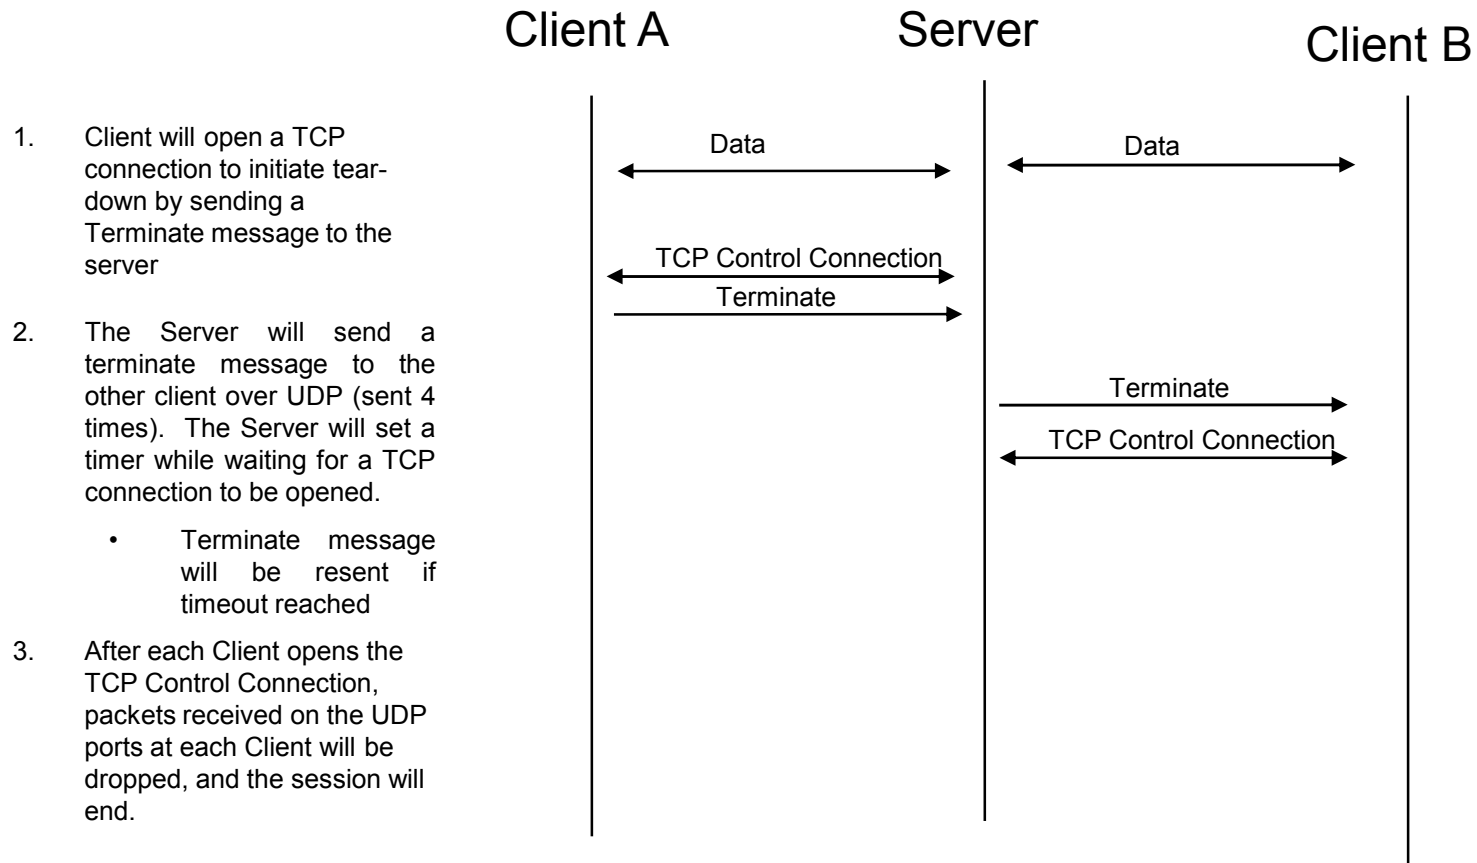 Client A
Server
Client B
1. Client will open a TCP
connection to initiate tear-
down by sending a
Terminate message to the
server
2. The Server will send a
terminate message to the
other client over UDP (sent 4
times). The Server will set a
timer while waiting for a TCP
connection to be opened.
• Terminate message
will be resent if
timeout reached
3. After each Client opens the
TCP Control Connection,
packets received on the UDP
ports at each Client will be
dropped, and the session will
end.
Data
Data
TCP Control Connection
Terminate
Terminate
TCP Control Connection